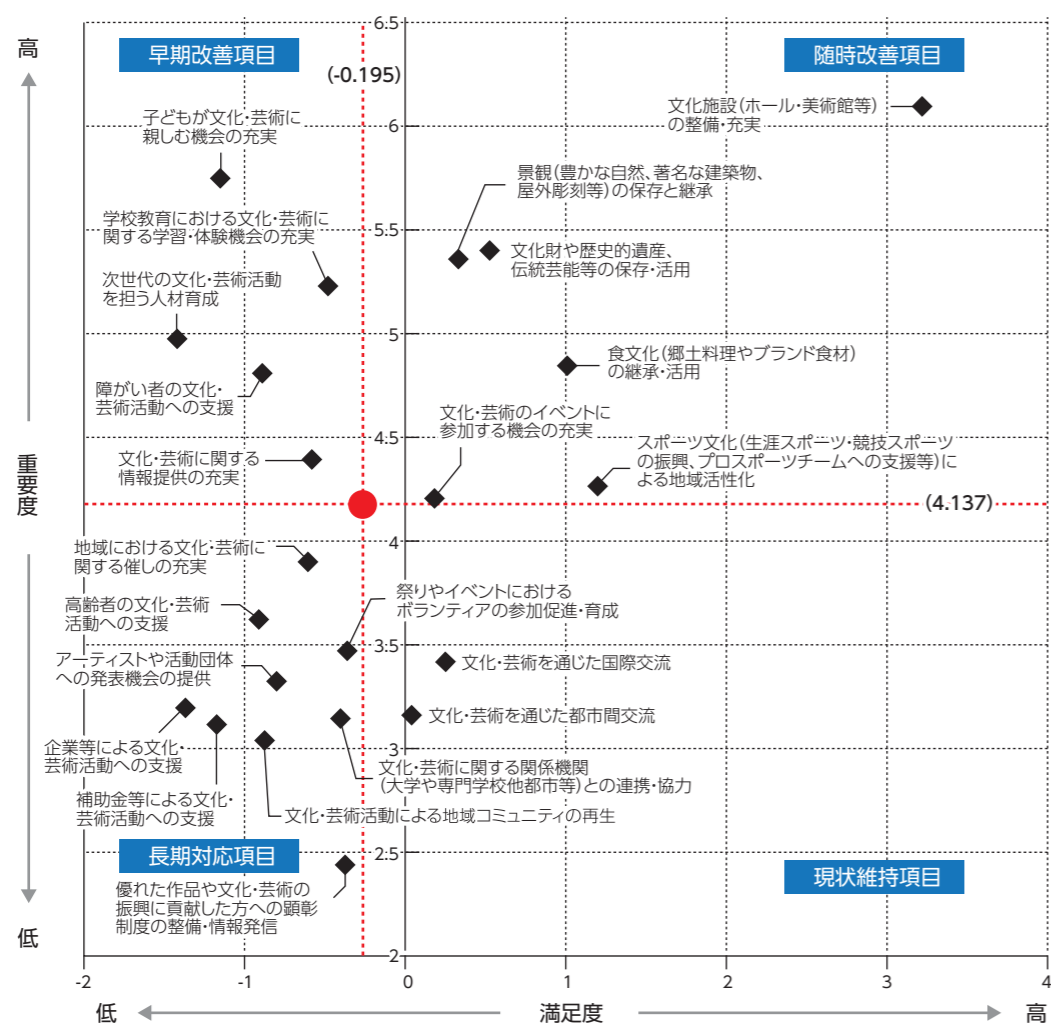 高
重要度
低
6.5
6
5.5
5
4.5
4
3.5
3
2.5
2
早期改善項目
(-0.195)
随時改善項目
文化施設(ホール・美術館等)
の整備・充実
子どもが文化・芸術に
親しむ機会の充実
景観(豊かな自然、著名な建築物、
屋外彫刻等)の保存と継承
学校教育における文化・芸術に
関する学習・体験機会の充実
文化財や歴史的遺産、
伝統芸能等の保存・活用
次世代の文化・芸術活動
を担う人材育成
食文化(郷土料理やブランド食材)
の継承・活用
障がい者の文化・
芸術活動への支援
文化・芸術のイベントに
参加する機会の充実
スポーツ文化(生涯スポーツ・競技スポーツ
の振興、プロスポーツチームへの支援等)に
よる地域活性化
文化・芸術に関する
情報提供の充実
(4.137)
地域における文化・芸術に
関する催しの充実
祭りやイベントにおける
ボランティアの参加促進・育成
高齢者の文化・芸術
活動への支援
アーティストや活動団体
への発表機会の提供
文化・芸術を通じた国際交流
文化・芸術を通じた都市間交流
企業等による文化・
芸術活動への支援
文化・芸術に関する関係機関
(大学や専門学校他都市等)との連携・協力
補助金等による文化・
芸術活動への支援
文化・芸術活動による地域コミュニティの再生
長期対応項目
現状維持項目
優れた作品や文化・芸術の
振興に貢献した方への顕彰
制度の整備・情報発信
-2 -1 0 1 2 3 4
低 満足度 高